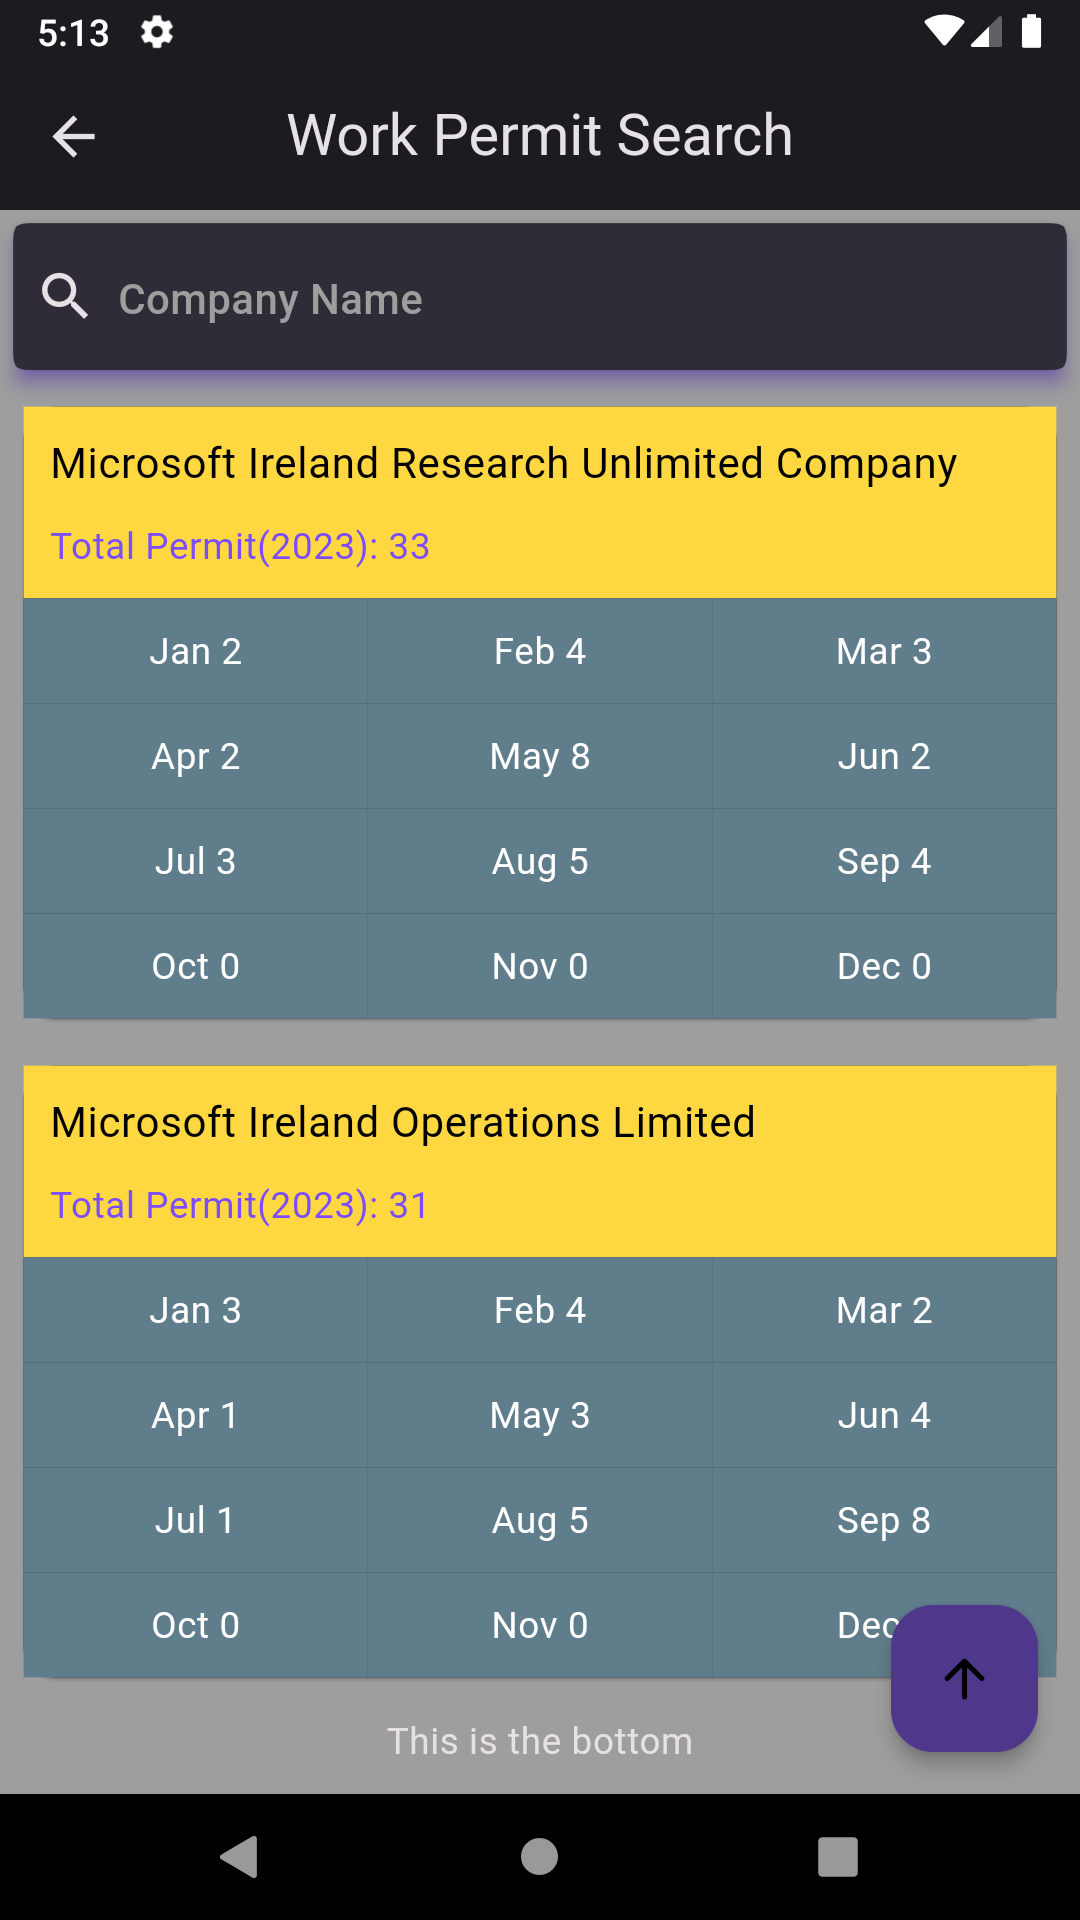 5:13
Work Permit Search
Company Name
Microsoft Ireland Research Unlimited Company
Total Permit(2023): 33
Jan 2 Feb 4 Mar 3
Apr 2 May 8 Jun 2
Jul 3 Aug 5 Sep 4
Oct 0 Nov 0 Dec 0
Microsoft Ireland Operations Limited
Total Permit(2023): 31
Jan 3 Feb 4 Mar 2
Apr 1 May 3 Jun 4
Jul 1 Aug 5 Sep 8
Oct 0 Nov 0 Dec
This is the bottom